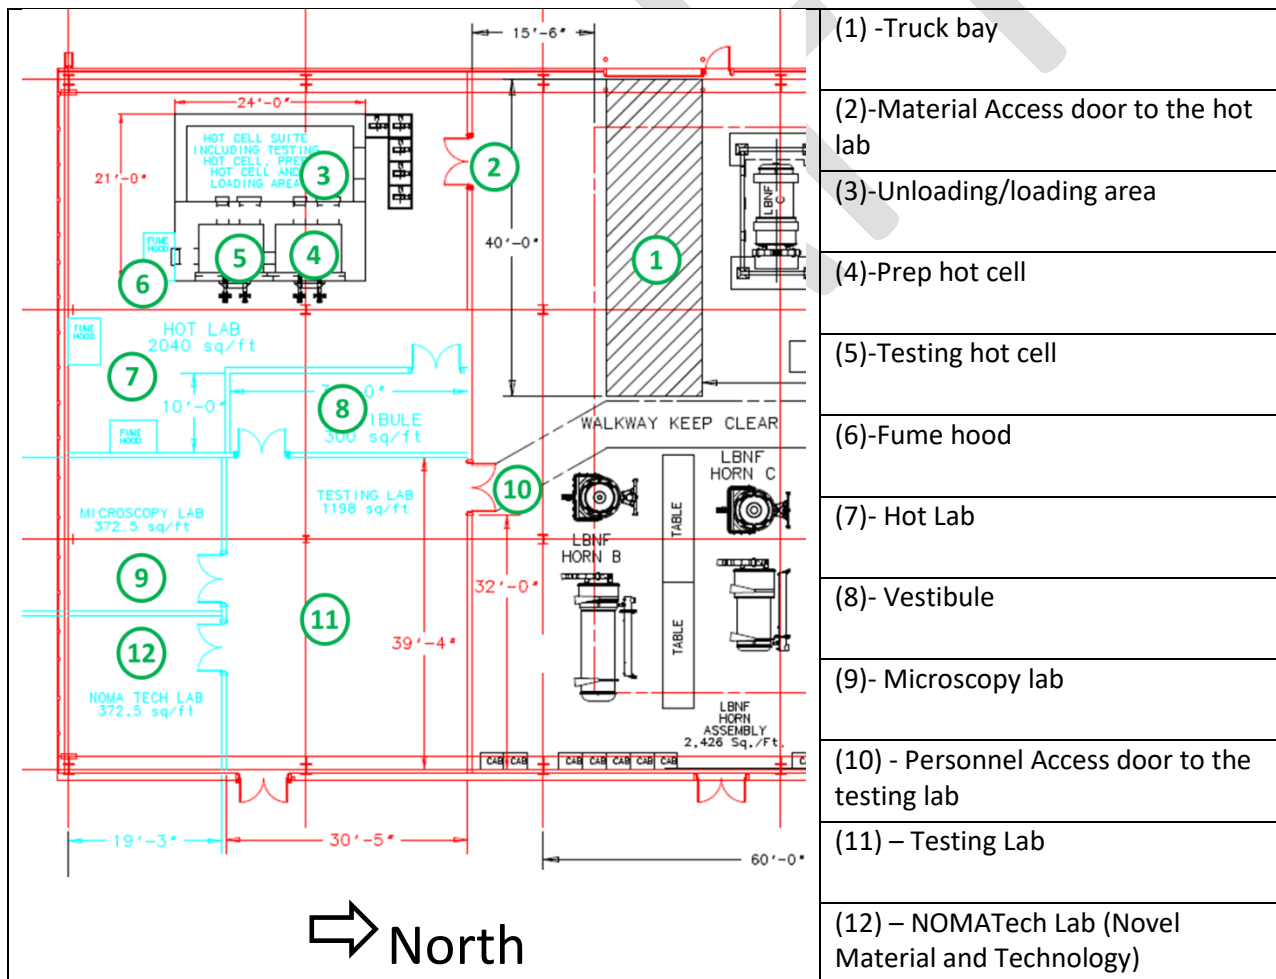 15'-6"
24'-0"
HOT CELL SUITE
INCLUDING TESTING
HOT CELL, PREP
HOT CELL AND
LOADING AREA
21'-0"
3
2
40'-0"
LBNF
C
1
FUME
HOOD
5
4
6
FUME
HOOD
HOT LAB
2040 sq/ft
7
10'-0"
8
IBULE
300 sq/ft
FUME
HOOD
WALKWAY KEEP CLEAR
MICROSCOPY LAB
372.5 sq/ft
TESTING LAB
1198 sq/ft
10
LBNF
HORN C
TABLE
LBNF
HORN B
9
32'-0"
11
39'-4"
TABLE
12
NOMA TECH LAB
372.5 sq/ft
LBNF
HORN
ASSEMBLY
2,426 Sq./Ft.
CAB CAB CAB CAB CAB CAB CAB
19'-3"
30'-5"
60'-0"
North
(1) -Truck bay
(2)-Material Access door to the hot
lab
(3)-Unloading/loading area
(4)-Prep hot cell
(5)-Testing hot cell
(6)-Fume hood
(7)- Hot Lab
(8)- Vestibule
(9)- Microscopy lab
(10) - Personnel Access door to the
testing lab
(11) – Testing Lab
(12) – NOMATech Lab (Novel
Material and Technology)